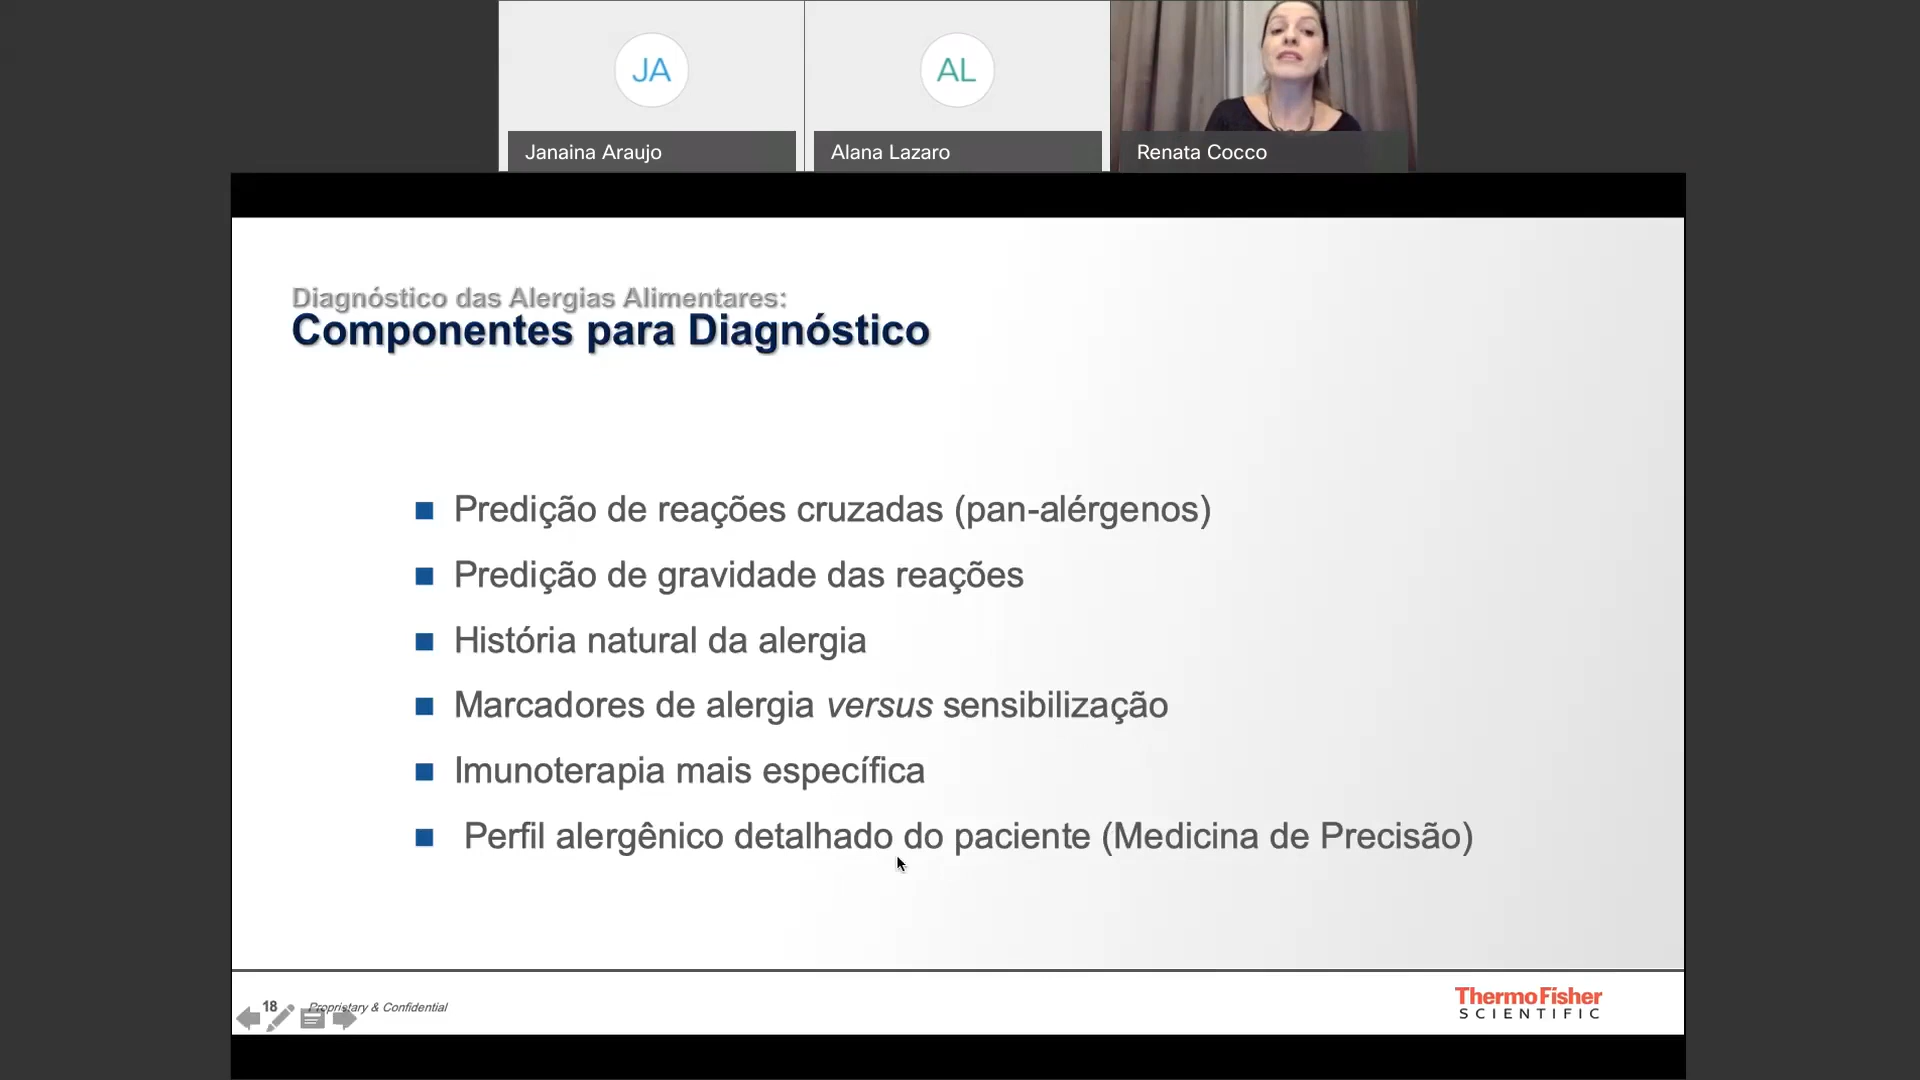 JA
AL
Janaina Araujo
Alana Lazaro
Renata Cocco
Diagnóstico das Alergias Alimentares:
Componentes para Diagnóstico
Predição de reações cruzadas (pan-alérgenos)
Predição de gravidade das reações
História natural da alergia
Marcadores de alergia versus sensibilização
Imunoterapia mais específica
Perfil alergênico detalhado do paciente (Medicina de Precisão)
18
Proprietary & Confidential
ThermoFisher
SCIENTIFIC